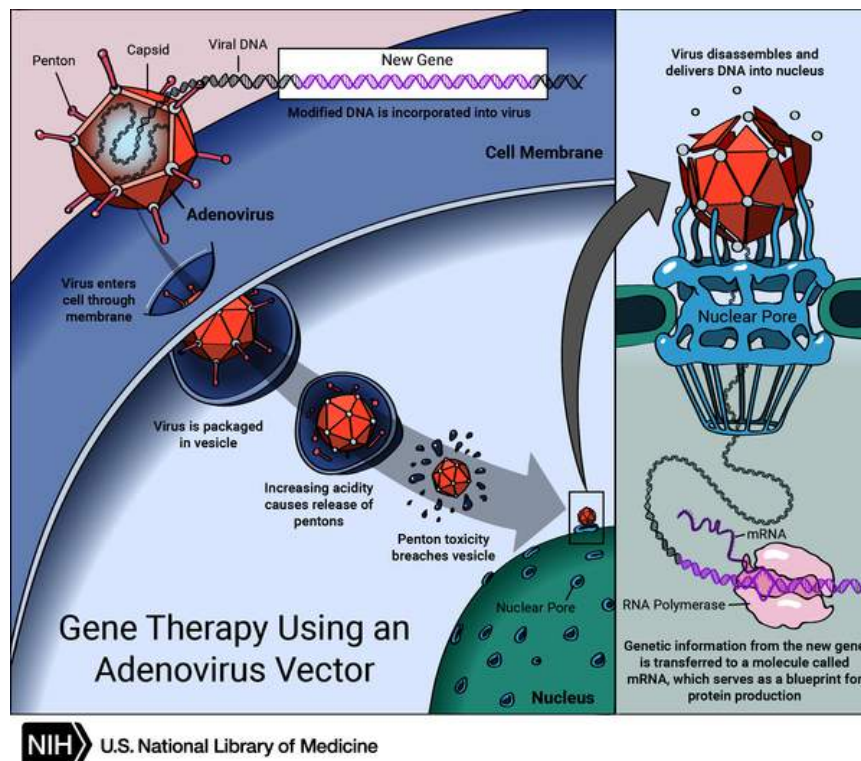 Penton
Capsid
Viral DNA
New Gene
Modified DNA is incorporated into virus
Cell Membrane
Adenovirus
Virus enters
cell through
membrane
Virus is packaged
in vesicle
Increasing acidity
causes release of
pentons
Penton toxicity
breaches vesicle
Nuclear Pore
Nucleus
Gene Therapy Using an
Adenovirus Vector
Virus disassembles and
delivers DNA into nucleus
Nuclear Pore
mRNA
RNA Polymerase
Genetic information from the new gene
is transferred to a molecule called
mRNA, which serves as a blueprint for
protein production
NIH U.S. National Library of Medicine